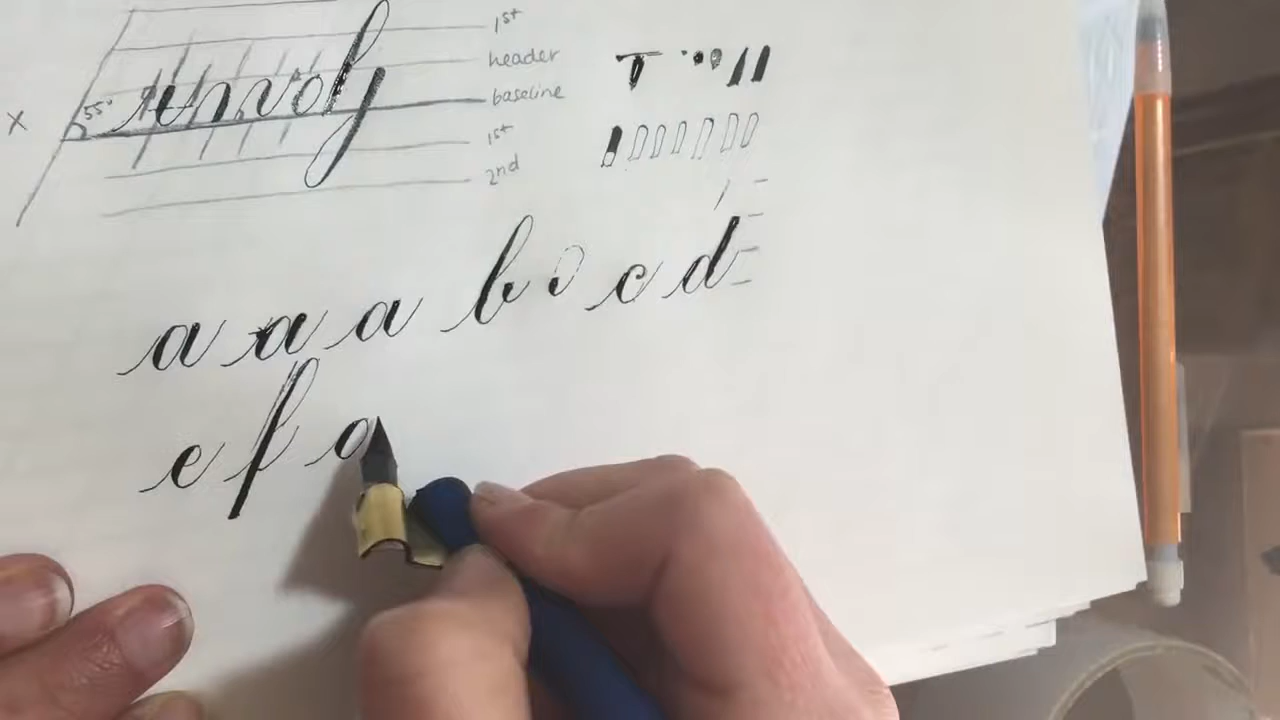 1st
header
x 55° baseline
1st
2nd
a a a b c d
e f